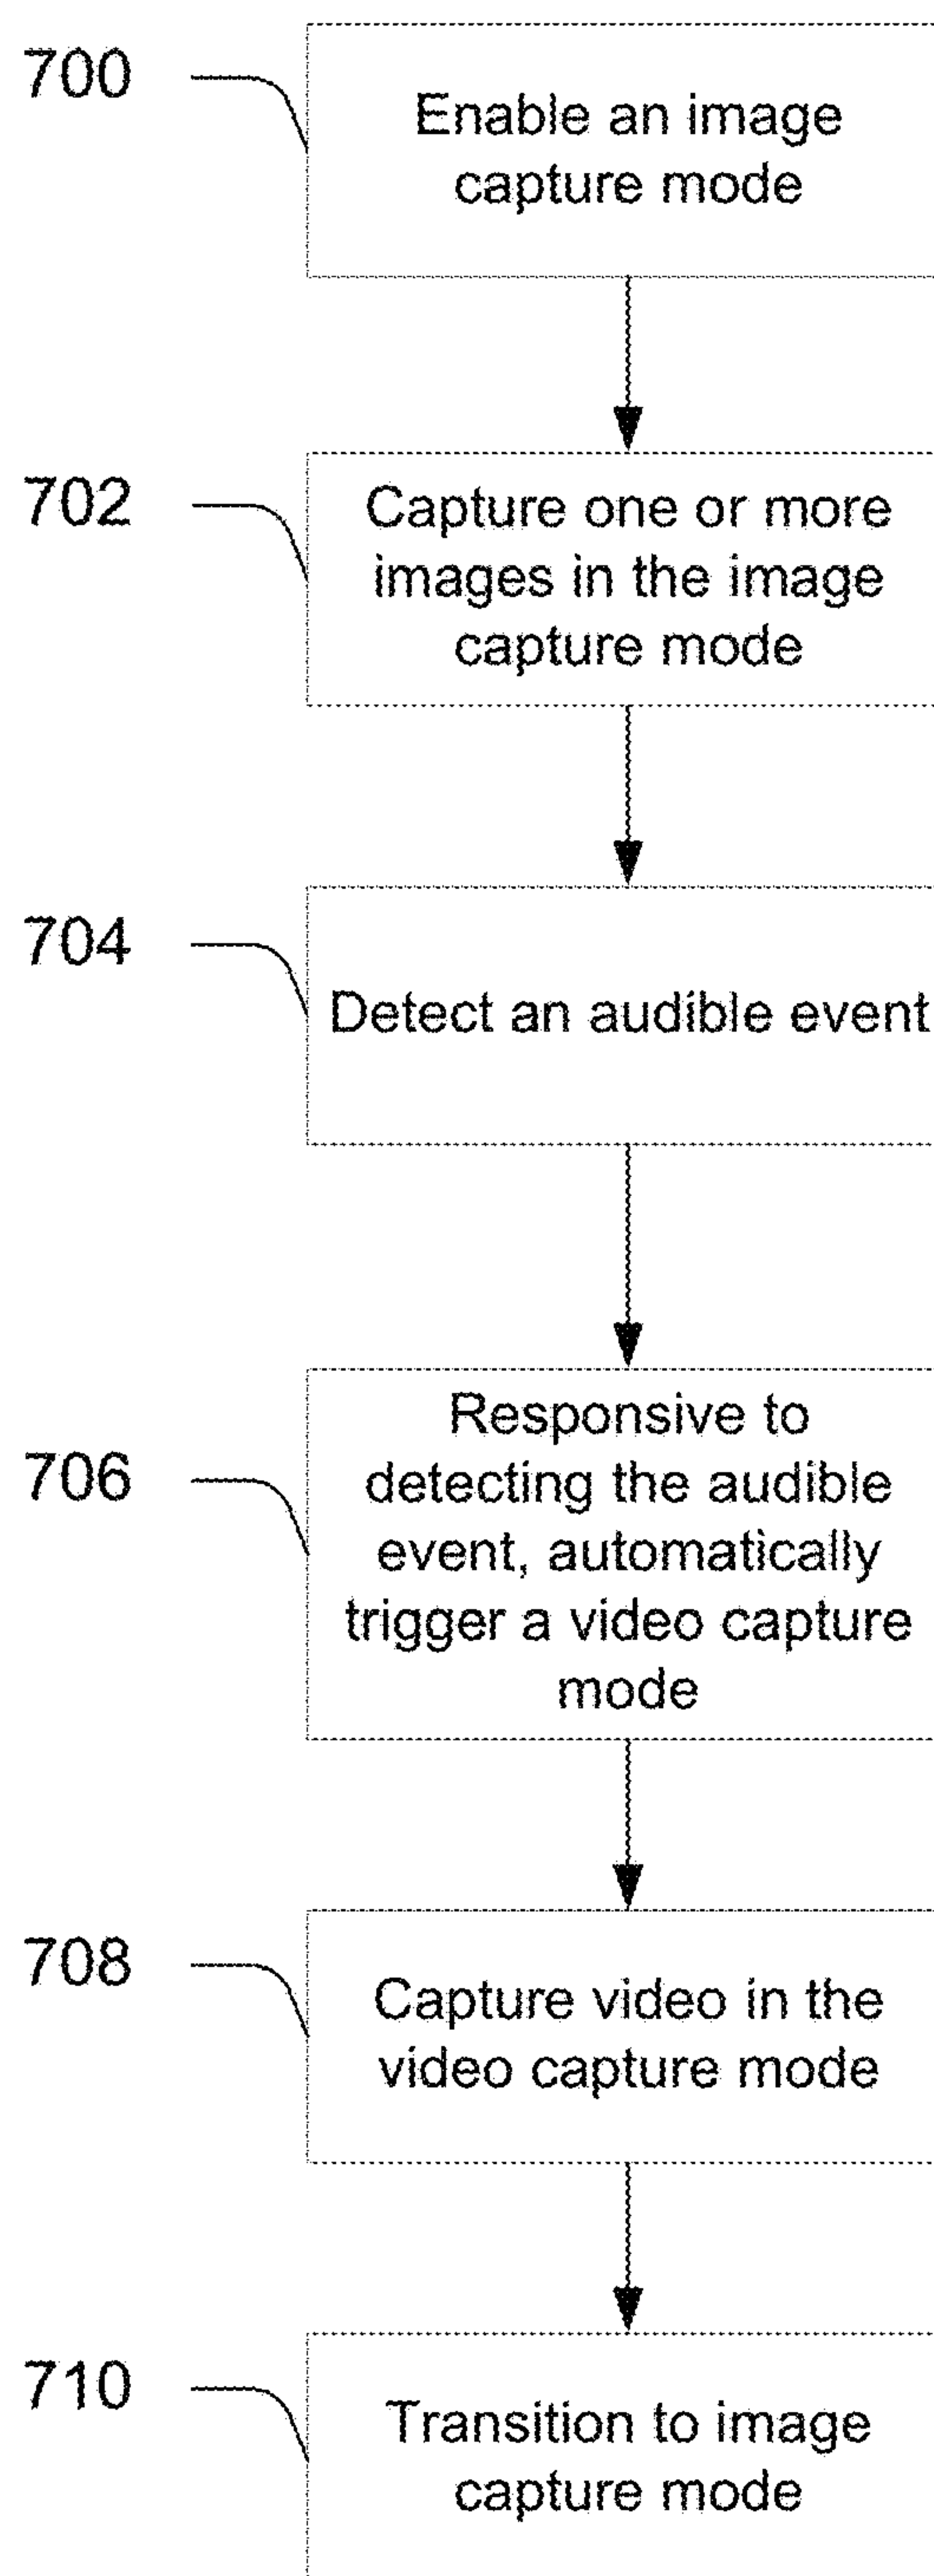 700
Enable an image
capture mode
702
Capture one or more
images in the image
capture mode
704
Detect an audible event
706
Responsive to
detecting the audible
event, automatically
trigger a video capture
mode
708
Capture video in the
video capture mode
710
Transition to image
capture mode